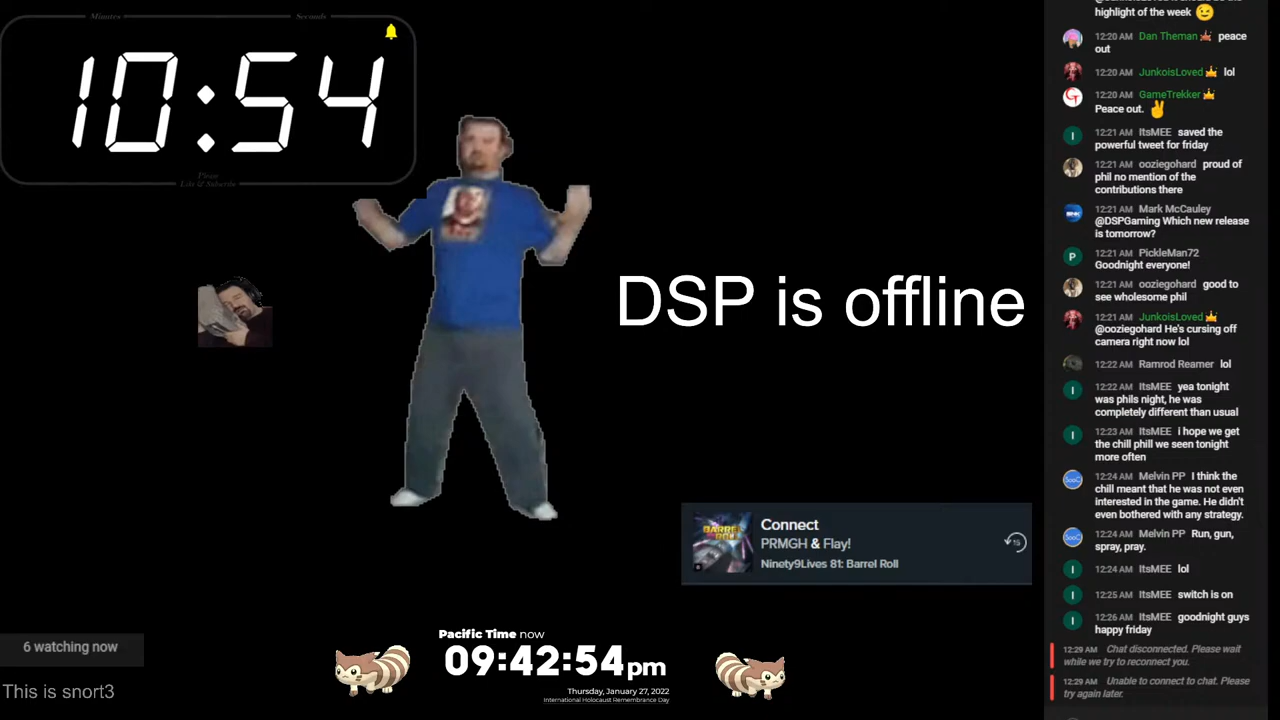 Minutes
Seconds
10:54
Please
Like & Subscribe
DSP is offline
Connect
PRMGH & Flay!
Ninety9Lives 81: Barrel Roll
15
BARREL
ROLL
6 watching now
This is snort3
Pacific Time now
09:42:54pm
Thursday, January 27, 2022
International Holocaust Remembrance Day
highlight of the week
12:20 AM Dan Theman peace
out
12:20 AM JunkoisLoved lol
12:20 AM GameTrekker
Peace out.
12:21 AM ItsMEE saved the
powerful tweet for friday
12:21 AM ooziegohard proud of
phil no mention of the
contributions there
12:21 AM Mark McCauley
@DSPGaming Which new release
is tomorrow?
12:21 AM PickleMan72
Goodnight everyone!
12:21 AM ooziegohard good to
see wholesome phil
12:21 AM JunkoisLoved
@ooziegohard He's cursing off
camera right now lol
12:22 AM Ramrod Reamer lol
12:22 AM ItsMEE yea tonight
was phils night, he was
completely different than usual
12:23 AM ItsMEE i hope we get
the chill phill we seen tonight
more often
12:24 AM Melvin PP I think the
chill meant that he was not even
interested in the game. He didn't
even bothered with any strategy.
12:24 AM Melvin PP Run, gun,
spray, pray.
12:24 AM ItsMEE lol
12:25 AM ItsMEE switch is on
12:26 AM ItsMEE goodnight guys
happy friday
12:29 AM Chat disconnected. Please wait
while we try to reconnect you.
12:29 AM Unable to connect to chat. Please
try again later.